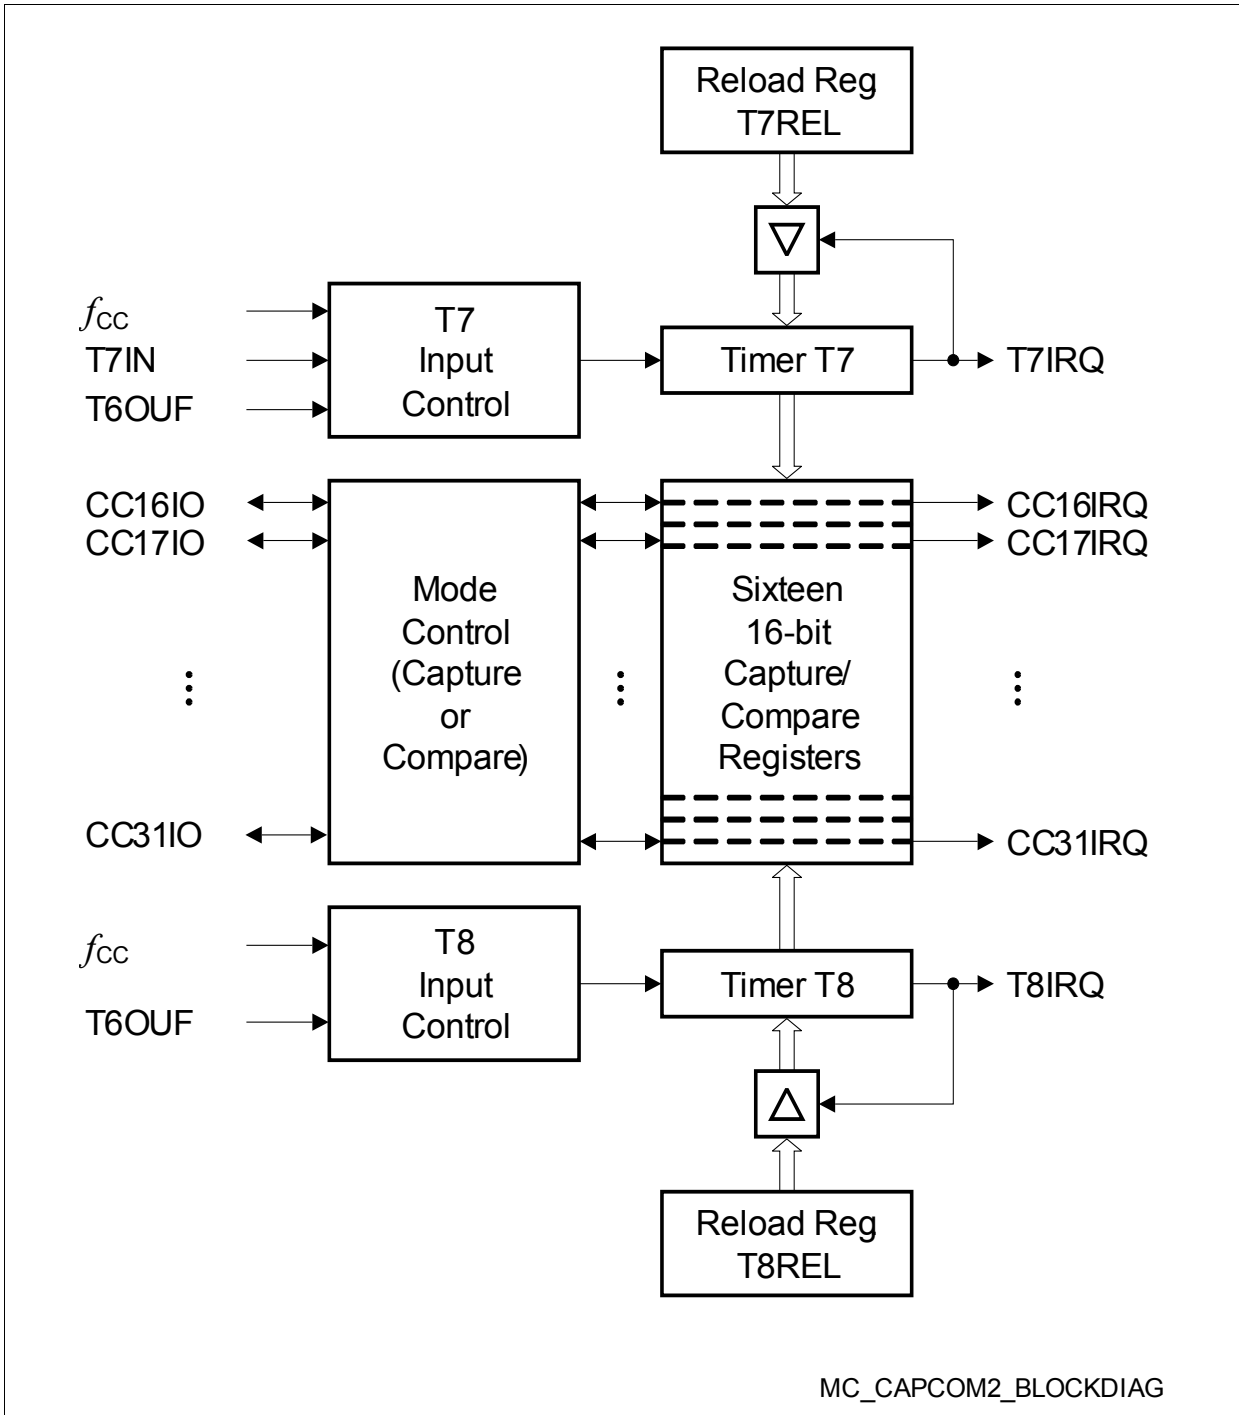 Reload Reg
T7REL
fCC
T7IN
T6OUF
T7
Input
Control
Timer T7
T7IRQ
CC16IO
CC17IO
CC31IO
Mode
Control
(Capture
or
Compare)
Sixteen
16-bit
Capture/
Compare
Registers
CC16IRQ
CC17IRQ
CC31IRQ
fCC
T6OUF
T8
Input
Control
Timer T8
T8IRQ
Reload Reg
T8REL
MC_CAPCOM2_BLOCKDIAG